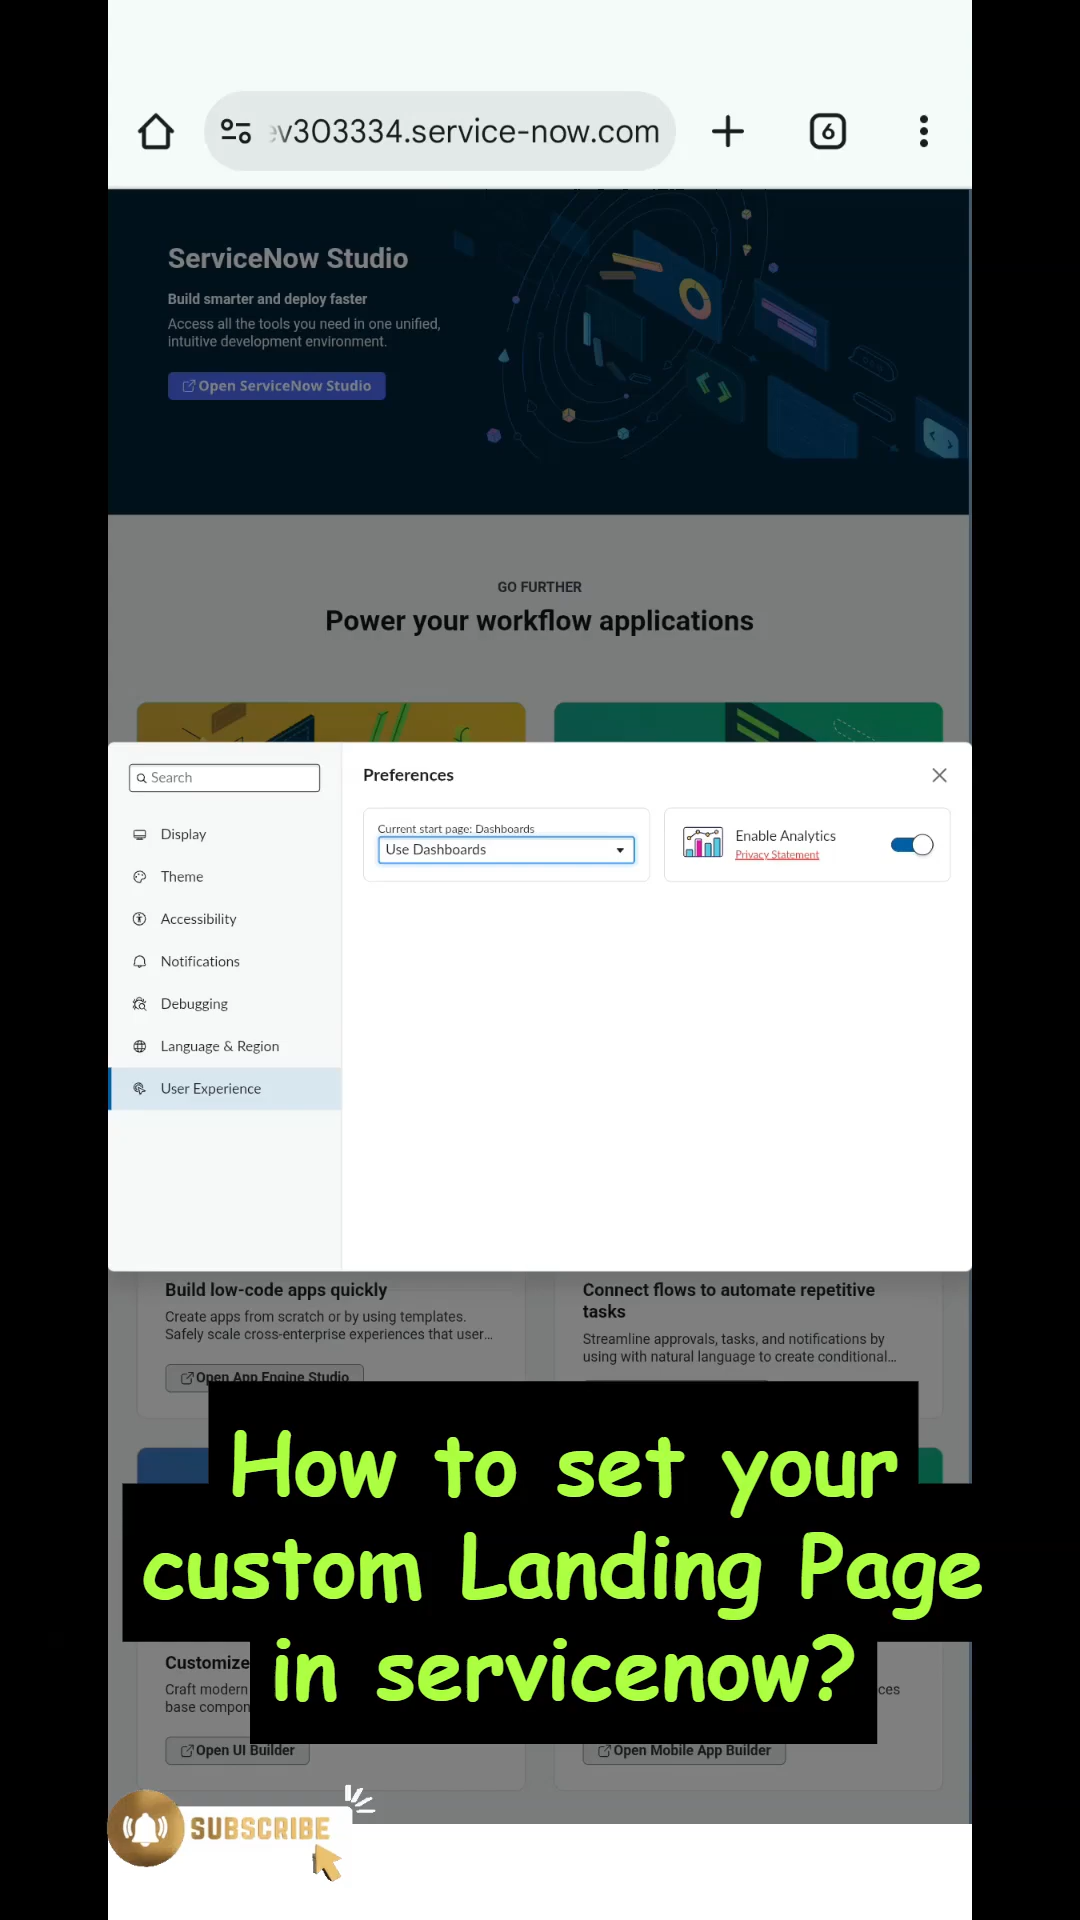 v303334.service-now.com
6
ServiceNow Studio
Build smarter and deploy faster
Access all the tools you need in one unified,
intuitive development environment.
Open ServiceNow Studio
GO FURTHER
Power your workflow applications
Search
Display
Theme
Accessibility
Notifications
Debugging
Language & Region
User Experience
Preferences
Current start page: Dashboards
Use Dashboards
Enable Analytics
Privacy Statement
Build low-code apps quickly
Create apps from scratch or by using templates.
Safely scale cross-enterprise experiences that user...
Open App Engine Studio
Connect flows to automate repetitive
tasks
Streamline approvals, tasks, and notifications by
using with natural language to create conditional...
How to set your
custom Landing Page
in servicenow?
Customize
Craft modern
base compon
ces
Open UI Builder
Open Mobile App Builder
SUBSCRIBE